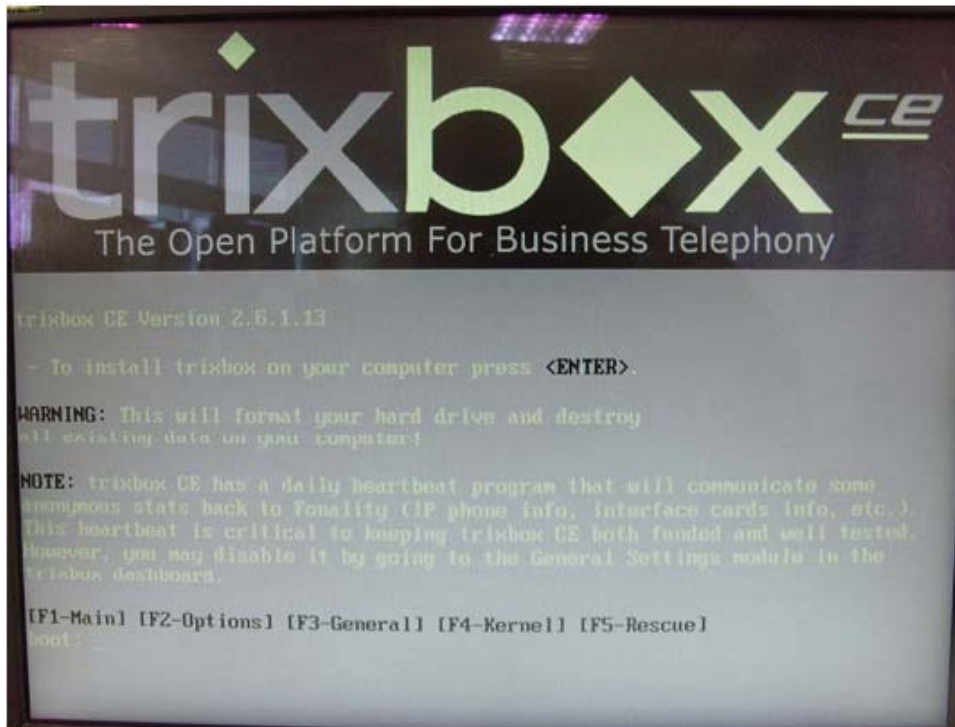 trixbox ce
The Open Platform For Business Telephony
trixbox CE Version 2.6.1.13
- To install trixbox on your computer press <ENTER>.
WARNING: This will format your hard drive and destroy
all existing data on your computer!
NOTE: trixbox CE has a daily heartbeat program that will communicate some
anonymous stats back to Fonality (IP phone info, interface cards info, etc.).
This heartbeat is critical to keeping trixbox CE both funded and well tested.
However, you may disable it by going to the General Settings module in the
trixbox dashboard.
[F1-Main] [F2-Options] [F3-General] [F4-Kernel] [F5-Rescue]
boot: _